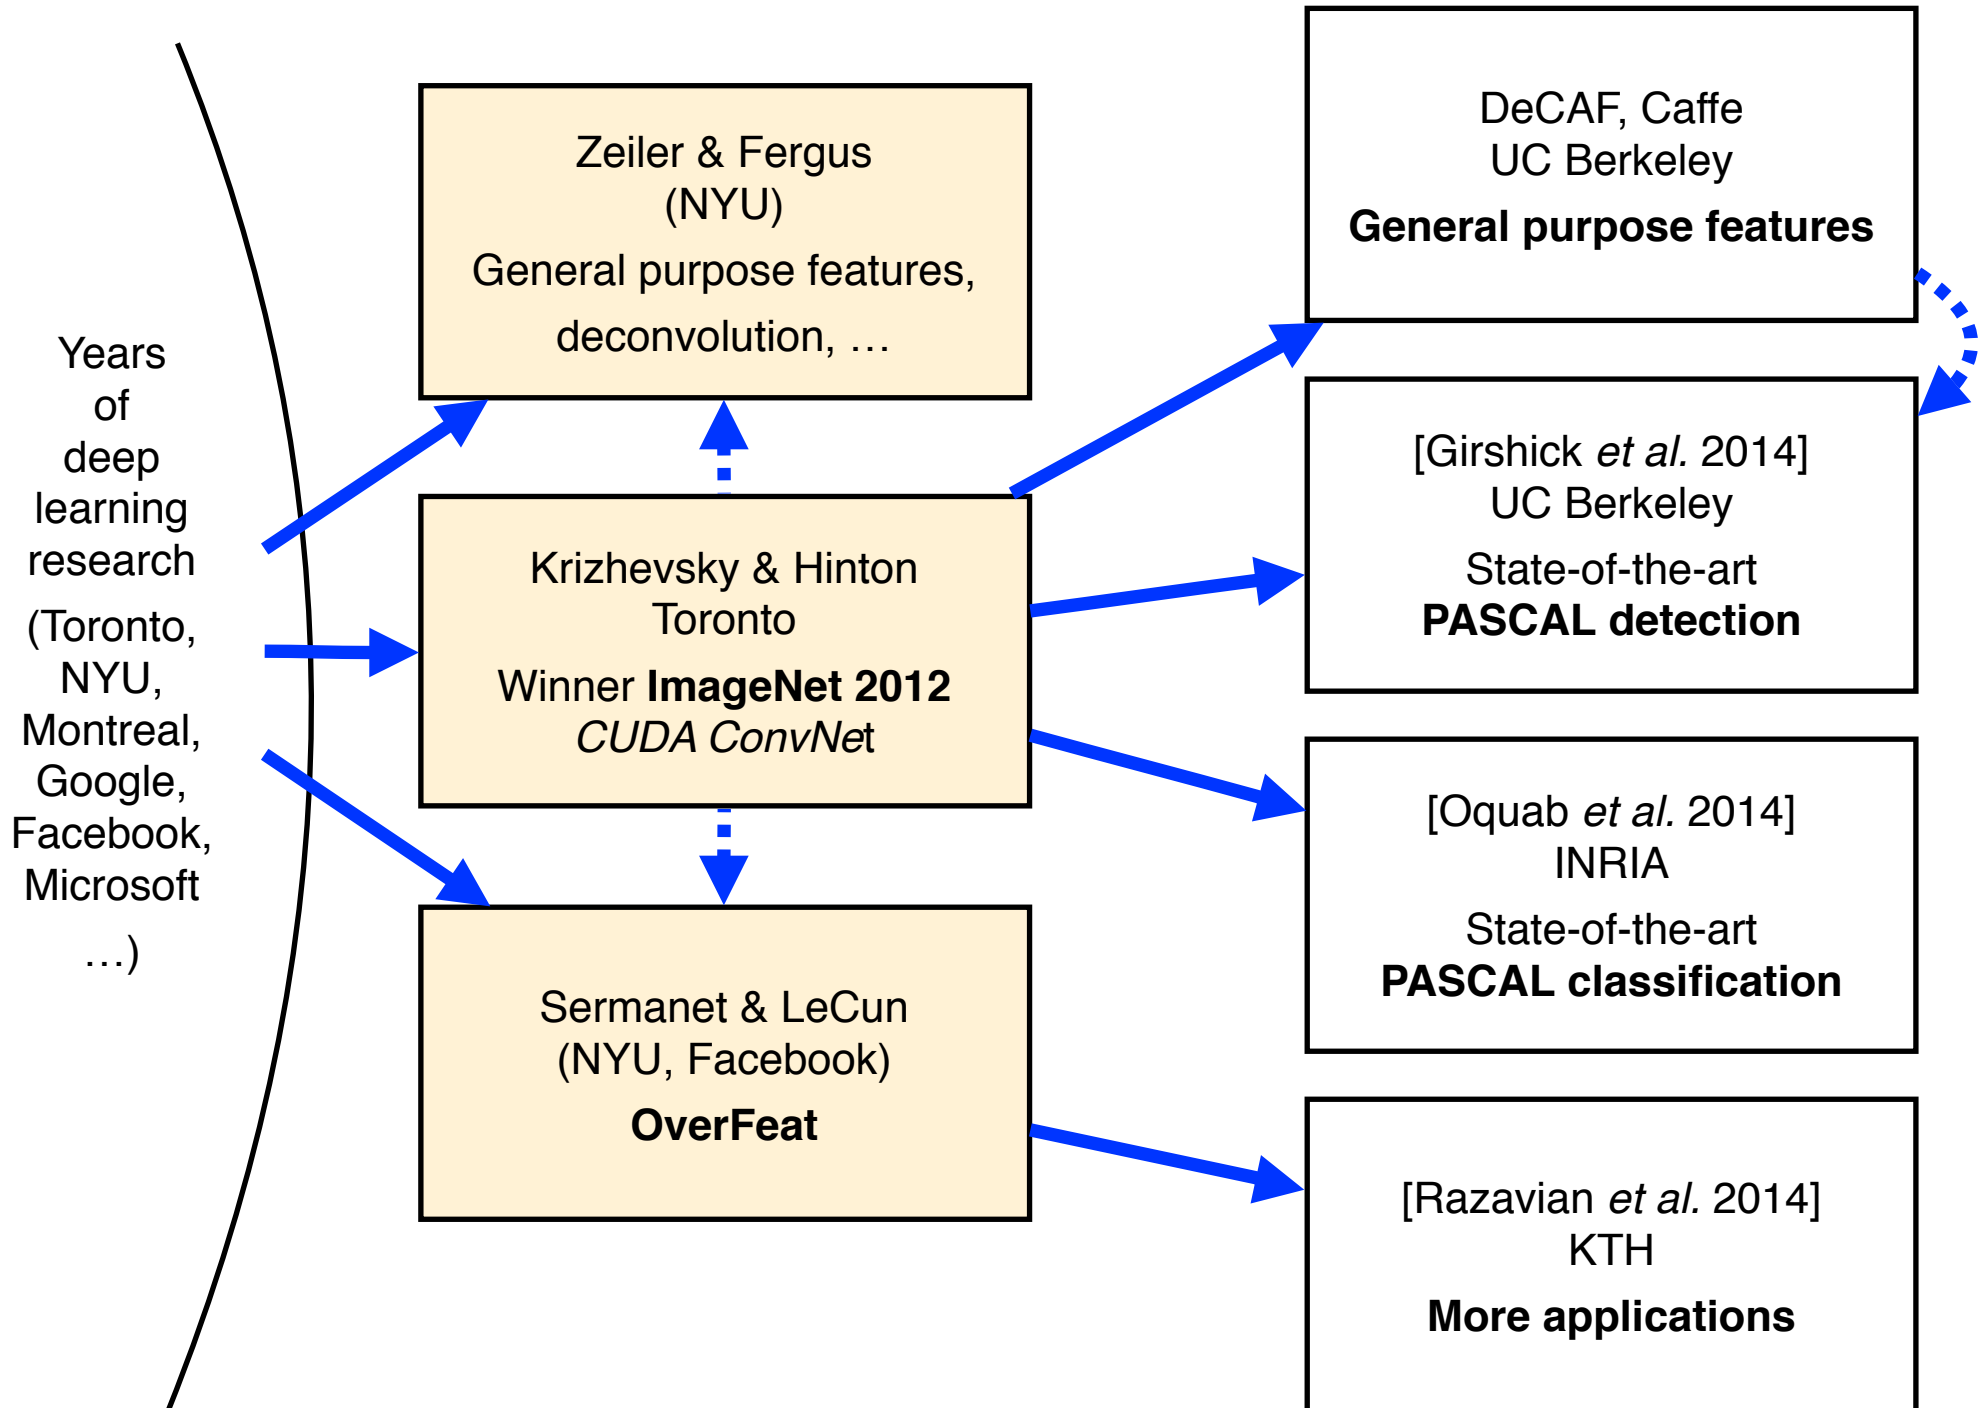 Years
of
deep
learning
research
(Toronto,
NYU,
Montreal,
Google,
Facebook,
Microsoft
…)
Zeiler & Fergus
(NYU)
General purpose features,
deconvolution, …
Krizhevsky & Hinton
Toronto
Winner ImageNet 2012
CUDA ConvNet
Sermanet & LeCun
(NYU, Facebook)
OverFeat
DeCAF, Caffe
UC Berkeley
General purpose features
[Girshick et al. 2014]
UC Berkeley
State-of-the-art
PASCAL detection
[Oquab et al. 2014]
INRIA
State-of-the-art
PASCAL classification
[Razavian et al. 2014]
KTH
More applications